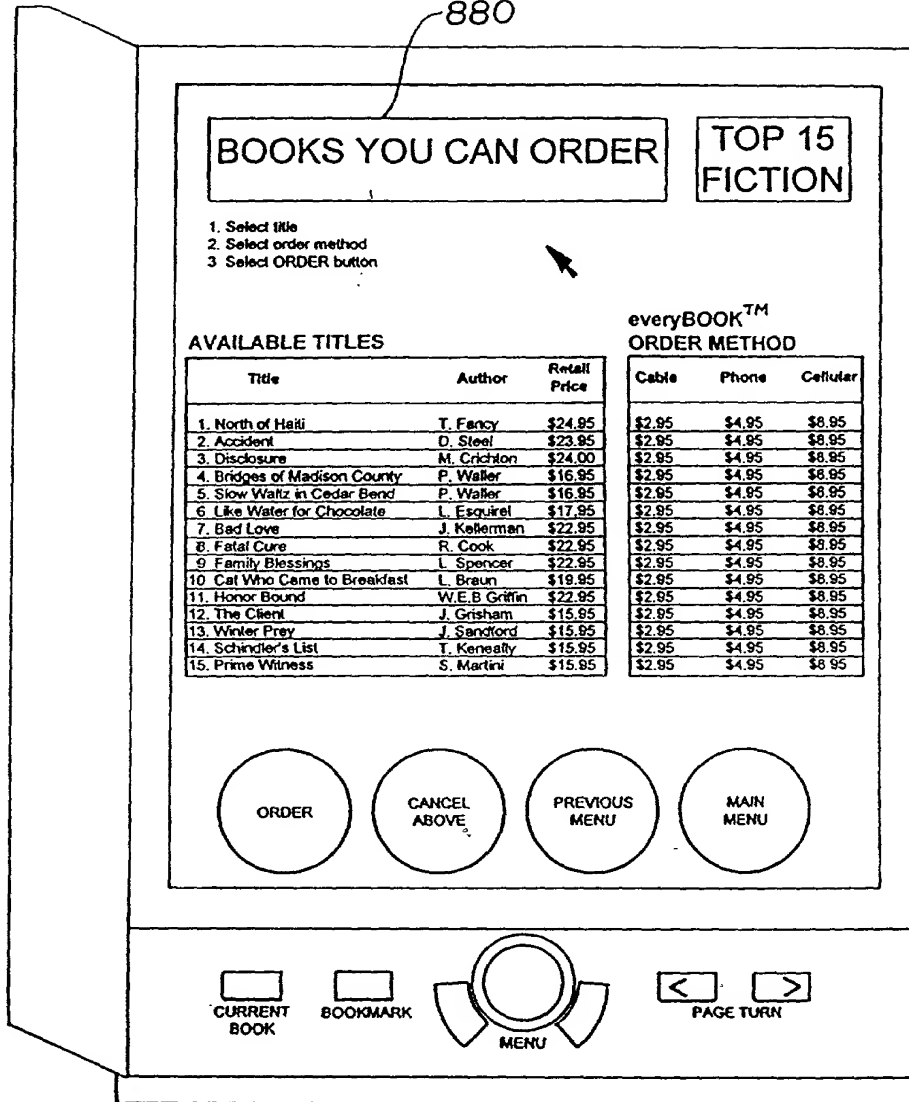 880
BOOKS YOU CAN ORDER
TOP 15
FICTION
1. Select title
2. Select order method
3 Select ORDER button
everyBOOK™
AVAILABLE TITLES
ORDER METHOD
Title Author Retail Price Cable Phone Cellular
1. North of Haiti T. Fancy $24.95 $2.95 $4.95 $8.95
2. Accident D. Steel $23.95 $2.95 $4.95 $8.95
3. Disclosure M. Crichton $24.00 $2.95 $4.95 $8.95
4. Bridges of Madison County P. Waller $16.95 $2.95 $4.95 $8.95
5. Slow Waltz in Cedar Bend P. Waller $16.95 $2.95 $4.95 $8.95
6. Like Water for Chocolate L. Esquirel $17.95 $2.95 $4.95 $8.95
7. Bad Love J. Kellerman $22.95 $2.95 $4.95 $8.95
8. Fatal Cure R. Cook $22.95 $2.95 $4.95 $8.95
9 Family Blessings L. Spencer $22.95 $2.95 $4.95 $8.95
10 Cat Who Came to Breakfast L. Braun $19.95 $2.95 $4.95 $8.95
11. Honor Bound W.E.B Griffin $22.95 $2.95 $4.95 $8.95
12. The Client J. Grisham $15.95 $2.95 $4.95 $8.95
13. Winter Prey J. Sandford $15.95 $2.95 $4.95 $8.95
14. Schindler's List T. Keneally $15.95 $2.95 $4.95 $8.95
15. Prime Witness S. Martini $15.95 $2.95 $4.95 $8 95
ORDER
CANCEL
ABOVE
PREVIOUS
MENU
MAIN
MENU
CURRENT
BOOK
BOOKMARK
MENU
< >
PAGE TURN